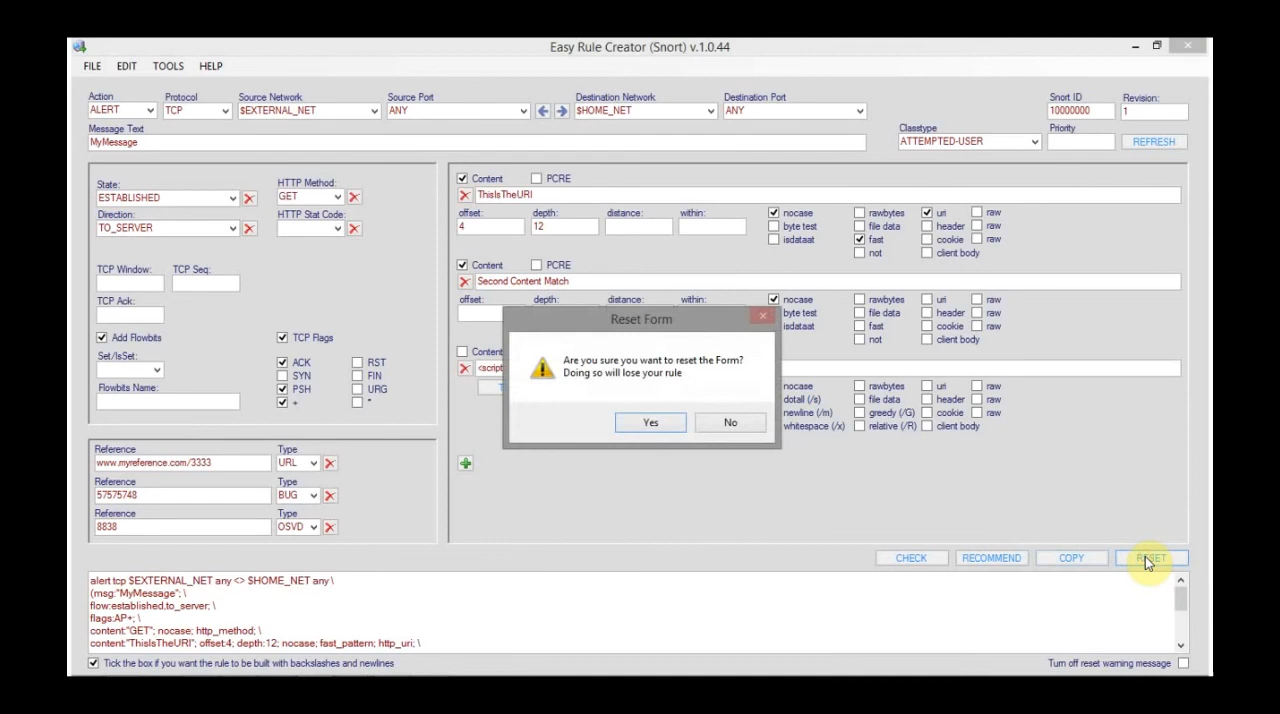 Easy Rule Creator (Snort) v.1.0.44
FILE EDIT TOOLS HELP
Action Protocol Source Network Source Port Destination Network Destination Port Snort ID Revision:
ALERT TCP $EXTERNAL_NET ANY $HOME_NET ANY 10000000 1
Message Text Classtype Priority
MyMessage ATTEMPTED-USER REFRESH
State: HTTP Method:
ESTABLISHED GET
Direction: HTTP Stat Code:
TO_SERVER
TCP Window: TCP Seq:
TCP Ack:
Add Flowbits TCP Flags
Set/IsSet: ACK RST
SYN FIN
Flowbits Name: PSH URG
+ *
Reference Type
www.myreference.com/3333 URL
Reference Type
57575748 BUG
Reference Type
8838 OSVD
Content PCRE
ThisIsTheURI
offset: depth: distance: within: nocase rawbytes uri raw
4 12 byte test file data header raw
isdataat fast cookie raw
not client body
Content PCRE
Second Content Match
offset: depth: distance: within: nocase rawbytes uri raw
byte test file data header raw
isdataat fast cookie raw
not client body
Content
<script
nocase rawbytes uri raw
dotall (/s) file data header raw
newline (/m) greedy (/G) cookie raw
whitespace (/x) relative (/R) client body
Reset Form
Are you sure you want to reset the Form?
Doing so will lose your rule
Yes No
CHECK RECOMMEND COPY RESET
alert tcp $EXTERNAL_NET any <> $HOME_NET any \
(msg:"MyMessage"; \
flow:established,to_server; \
flags:AP+; \
content:"GET"; nocase; http_method; \
content:"ThisIsTheURI"; offset:4; depth:12; nocase; fast_pattern; http_uri; \
Tick the box if you want the rule to be built with backslashes and newlines Turn off reset warning message